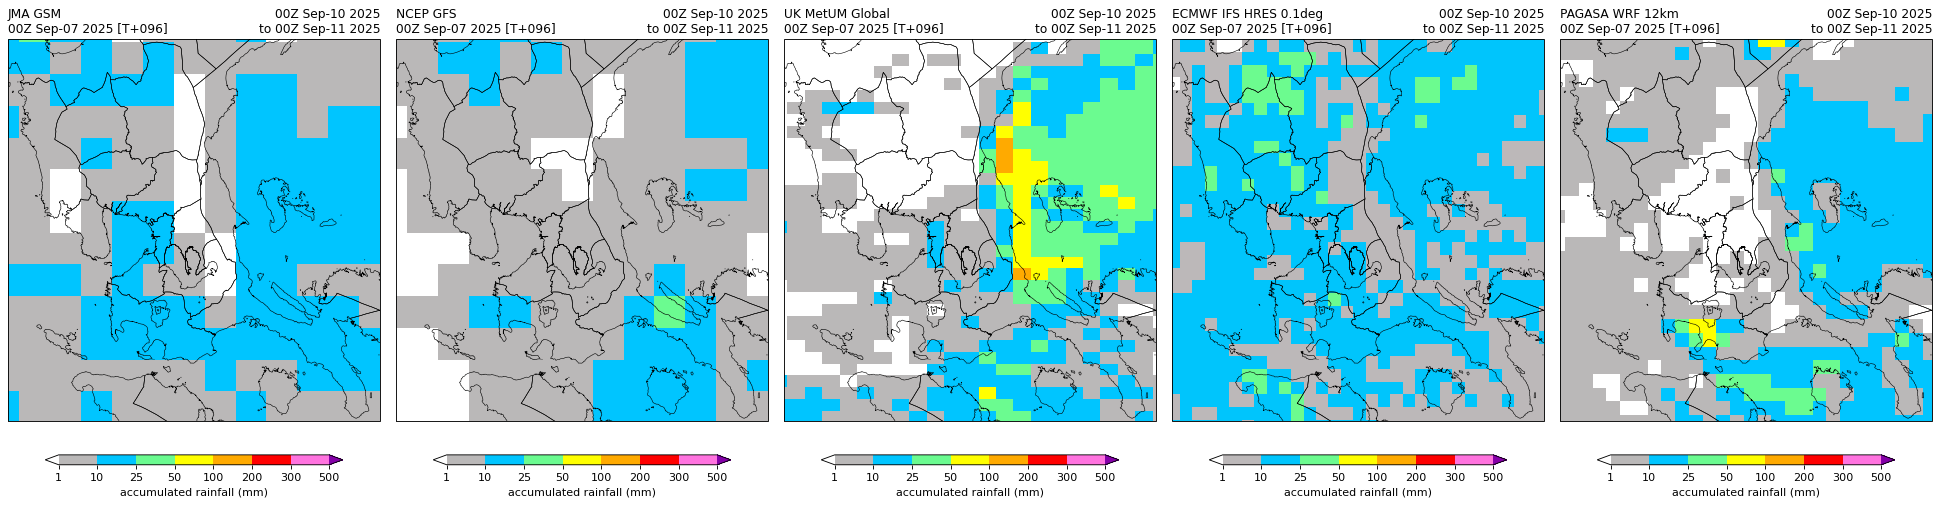 JMA GSM 00Z Sep-10 2025
00Z Sep-07 2025 [T+096] to 00Z Sep-11 2025
NCEP GFS 00Z Sep-10 2025
00Z Sep-07 2025 [T+096] to 00Z Sep-11 2025
UK MetUM Global 00Z Sep-10 2025
00Z Sep-07 2025 [T+096] to 00Z Sep-11 2025
ECMWF IFS HRES 0.1deg 00Z Sep-10 2025
00Z Sep-07 2025 [T+096] to 00Z Sep-11 2025
PAGASA WRF 12km 00Z Sep-10 2025
00Z Sep-07 2025 [T+096] to 00Z Sep-11 2025
1 10 25 50 100 200 300 500
accumulated rainfall (mm)
1 10 25 50 100 200 300 500
accumulated rainfall (mm)
1 10 25 50 100 200 300 500
accumulated rainfall (mm)
1 10 25 50 100 200 300 500
accumulated rainfall (mm)
1 10 25 50 100 200 300 500
accumulated rainfall (mm)